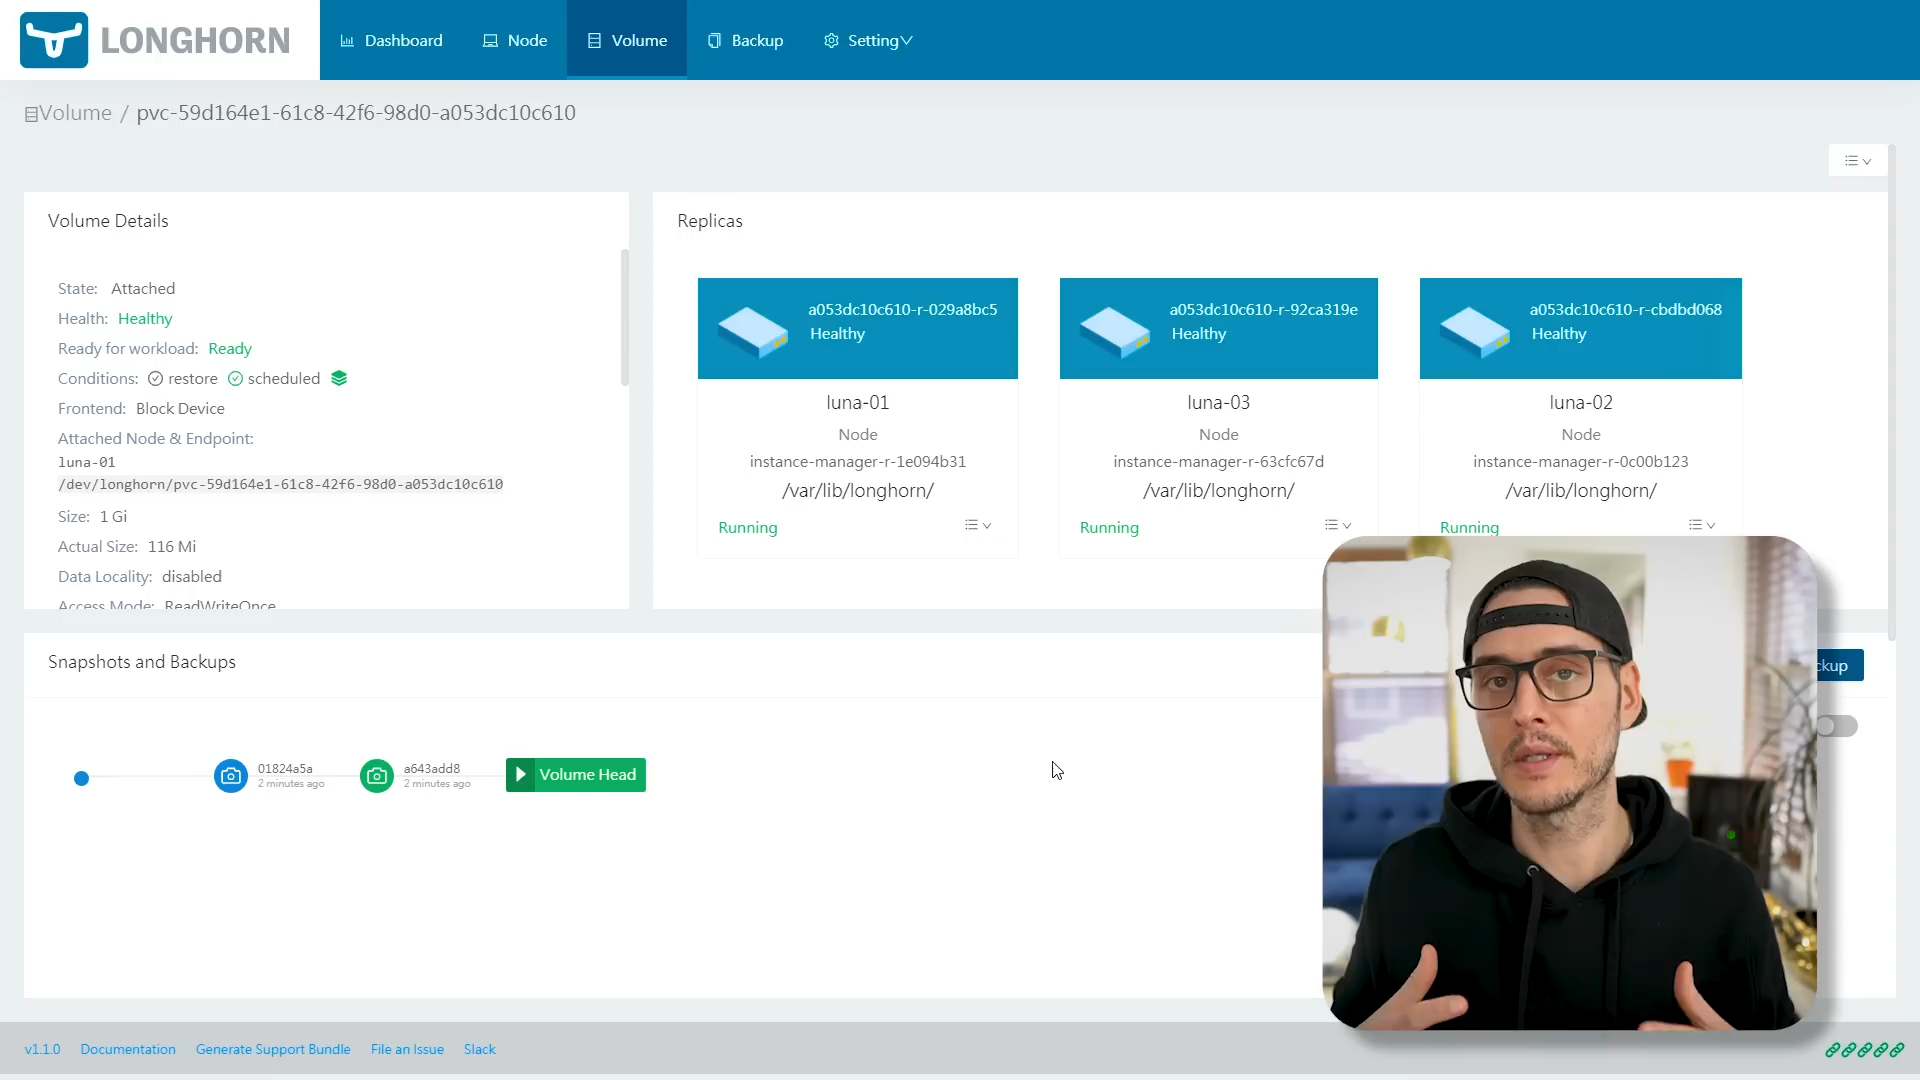 LONGHORN
Dashboard
Node
Volume
Backup
Setting
Volume / pvc-59d164e1-61c8-42f6-98d0-a053dc10c610
Volume Details
State: Attached
Health: Healthy
Ready for workload: Ready
Conditions: restore scheduled
Frontend: Block Device
Attached Node & Endpoint:
luna-01
/dev/longhorn/pvc-59d164e1-61c8-42f6-98d0-a053dc10c610
Size: 1 Gi
Actual Size: 116 Mi
Data Locality: disabled
Access Mode: ReadWriteOnce
Replicas
a053dc10c610-r-029a8bc5
Healthy
luna-01
Node
instance-manager-r-1e094b31
/var/lib/longhorn/
Running
a053dc10c610-r-92ca319e
Healthy
luna-03
Node
instance-manager-r-63cfc67d
/var/lib/longhorn/
Running
a053dc10c610-r-cbdbd068
Healthy
luna-02
Node
instance-manager-r-0c00b123
/var/lib/longhorn/
Running
Snapshots and Backups
ckup
01824a5a
2 minutes ago
a643add8
2 minutes ago
Volume Head
v1.1.0
Documentation
Generate Support Bundle
File an Issue
Slack